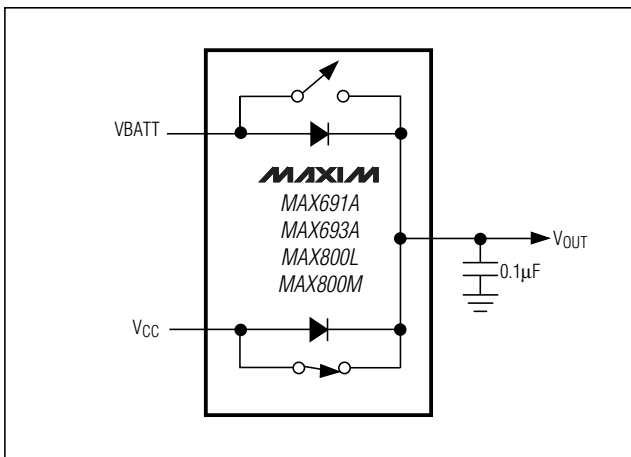 VBATT
MAXIM
MAX691A
MAX693A
MAX800L
MAX800M
VOUT
0.1µF
VCC